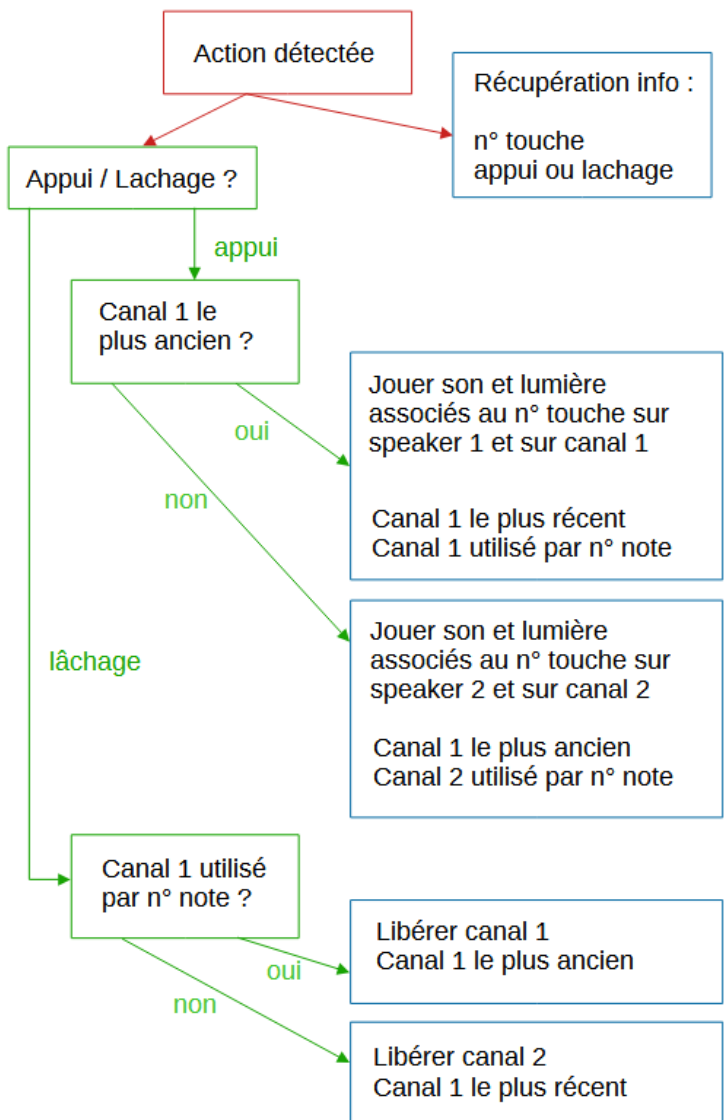 Action détectée
Récupération info :
n° touche
appui ou lachage
Appui / Lachage ?
appui
Canal 1 le
plus ancien ?
oui
non
Jouer son et lumière
associés au n° touche sur
speaker 1 et sur canal 1
Canal 1 le plus récent
Canal 1 utilisé par n° note
Jouer son et lumière
associés au n° touche sur
speaker 2 et sur canal 2
Canal 1 le plus ancien
Canal 2 utilisé par n° note
lâchage
Canal 1 utilisé
par n° note ?
oui
non
Libérer canal 1
Canal 1 le plus ancien
Libérer canal 2
Canal 1 le plus récent